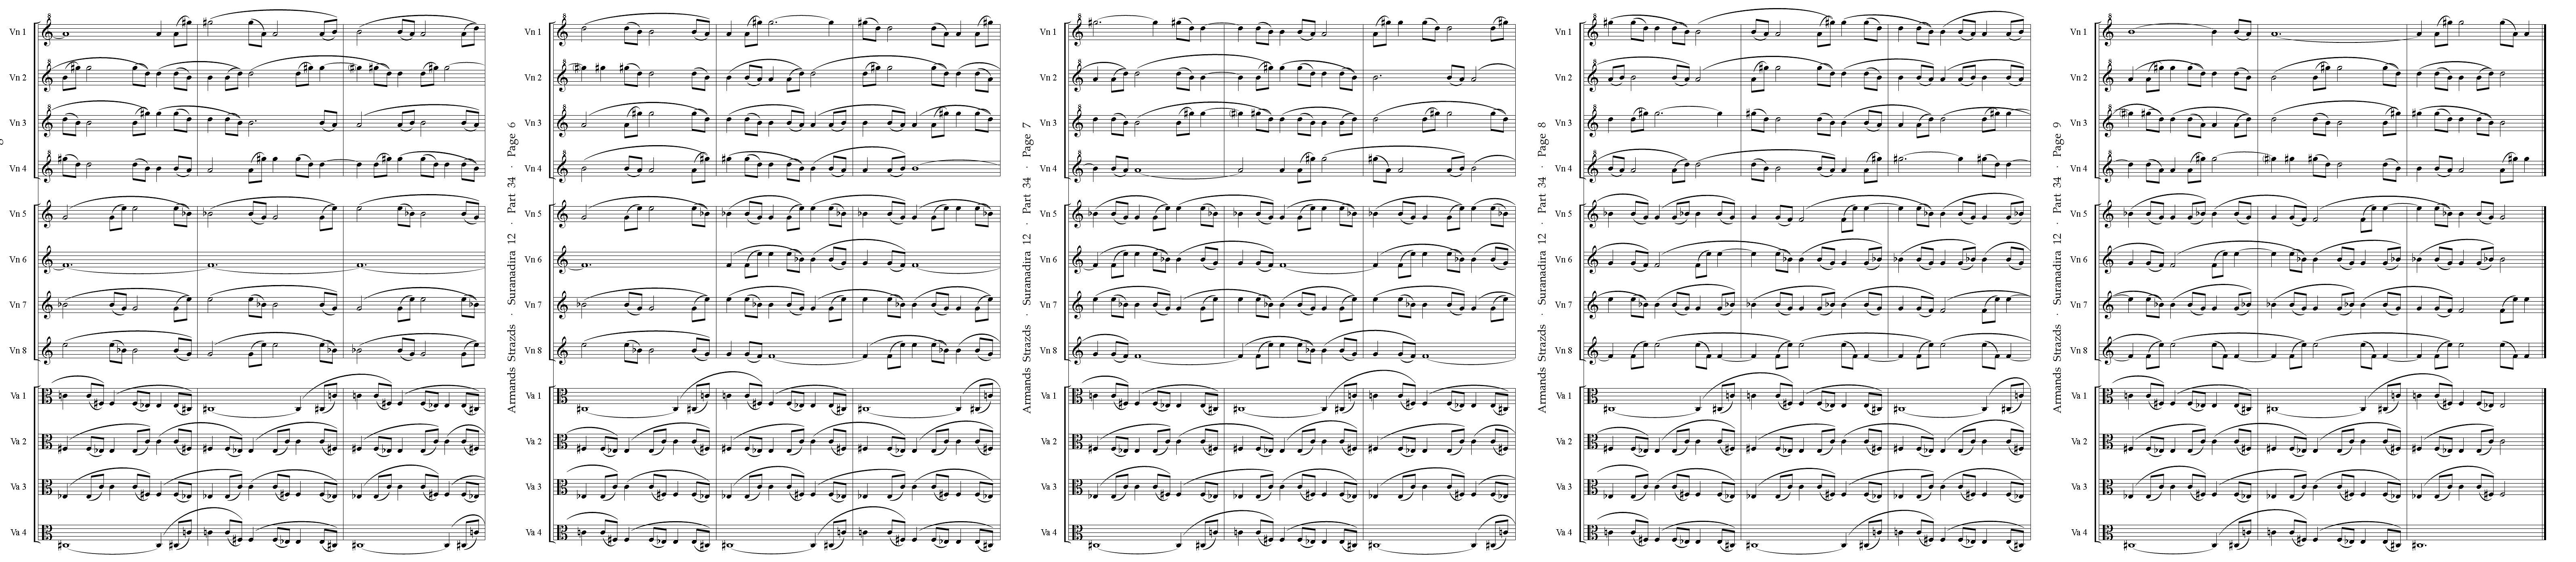 Vn 1
Vn 2
Vn 3
Vn 4
Vn 5
Vn 6
Vn 7
Vn 8
Va 1
Va 2
Va 3
Va 4
Armands Strazds · Suranadira 12 · Part 34 · Page 6
Vn 1
Vn 2
Vn 3
Vn 4
Vn 5
Vn 6
Vn 7
Vn 8
Va 1
Va 2
Va 3
Va 4
Armands Strazds · Suranadira 12 · Part 34 · Page 7
Vn 1
Vn 2
Vn 3
Vn 4
Vn 5
Vn 6
Vn 7
Vn 8
Va 1
Va 2
Va 3
Va 4
Armands Strazds · Suranadira 12 · Part 34 · Page 8
Vn 1
Vn 2
Vn 3
Vn 4
Vn 5
Vn 6
Vn 7
Vn 8
Va 1
Va 2
Va 3
Va 4
Armands Strazds · Suranadira 12 · Part 34 · Page 9
Vn 1
Vn 2
Vn 3
Vn 4
Vn 5
Vn 6
Vn 7
Vn 8
Va 1
Va 2
Va 3
Va 4